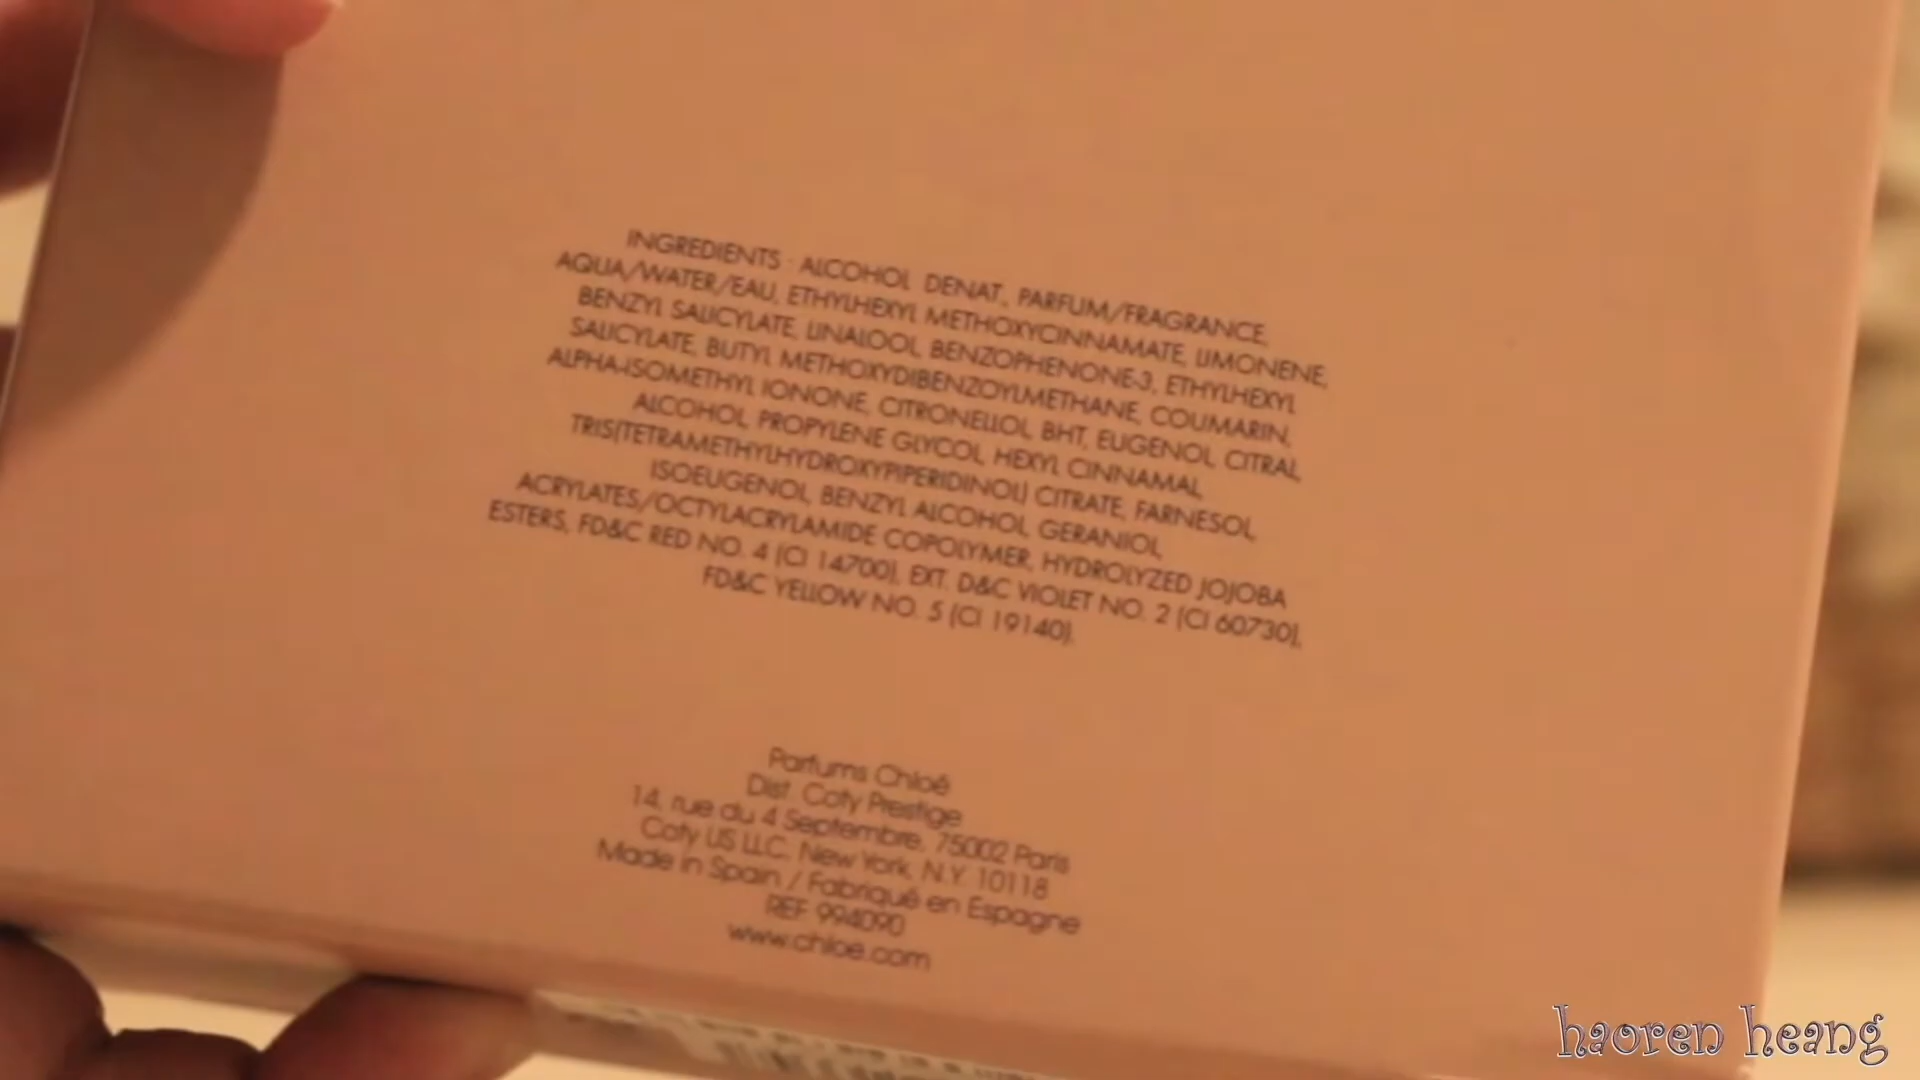 INGREDIENTS : ALCOHOL DENAT., PARFUM/FRAGRANCE,
AQUA/WATER/EAU, ETHYLHEXYL METHOXYCINNAMATE, LIMONENE,
BENZYL SALICYLATE, LINALOOL, BENZOPHENONE-3, ETHYLHEXYL
SALICYLATE, BUTYL METHOXYDIBENZOYLMETHANE, COUMARIN,
ALPHA-ISOMETHYL IONONE, CITRONELLOL, BHT, EUGENOL, CITRAL,
ALCOHOL, PROPYLENE GLYCOL, HEXYL CINNAMAL,
TRIS(TETRAMETHYLHYDROXYPIPERIDINOL) CITRATE, FARNESOL,
ISOEUGENOL, BENZYL ALCOHOL, GERANIOL,
ACRYLATES/OCTYLACRYLAMIDE COPOLYMER, HYDROLYZED JOJOBA
ESTERS, FD&C RED NO. 4 (CI 14700), EXT. D&C VIOLET NO. 2 (CI 60730),
FD&C YELLOW NO. 5 (CI 19140).
Parfums Chloé
Dist. Coty Prestige
14, rue du 4 Septembre, 75002 Paris
Coty US LLC, New York, N.Y. 10118
Made in Spain / Fabriqué en Espagne
REF 994090
www.chloe.com
haoren heang